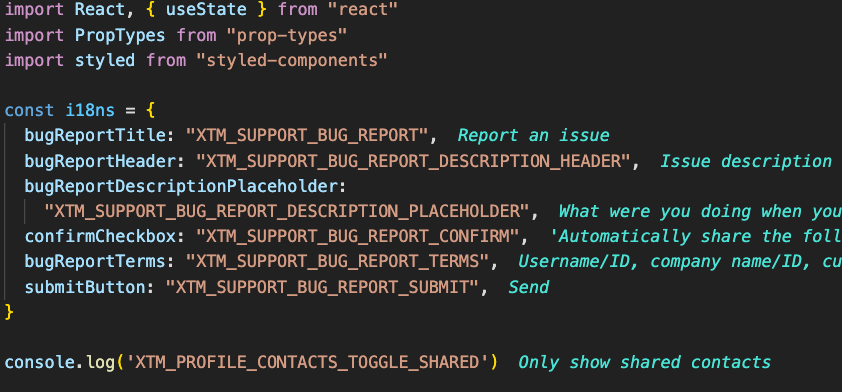 import React, { useState } from "react"
import PropTypes from "prop-types"
import styled from "styled-components"
const i18ns = {
bugReportTitle: "XTM_SUPPORT_BUG_REPORT", Report an issue
bugReportHeader: "XTM_SUPPORT_BUG_REPORT_DESCRIPTION_HEADER", Issue description
bugReportDescriptionPlaceholder:
"XTM_SUPPORT_BUG_REPORT_DESCRIPTION_PLACEHOLDER", What were you doing when you
confirmCheckbox: "XTM_SUPPORT_BUG_REPORT_CONFIRM", 'Automatically share the foll
bugReportTerms: "XTM_SUPPORT_BUG_REPORT_TERMS", Username/ID, company name/ID, cu
submitButton: "XTM_SUPPORT_BUG_REPORT_SUBMIT", Send
}
console.log('XTM_PROFILE_CONTACTS_TOGGLE_SHARED') Only show shared contacts